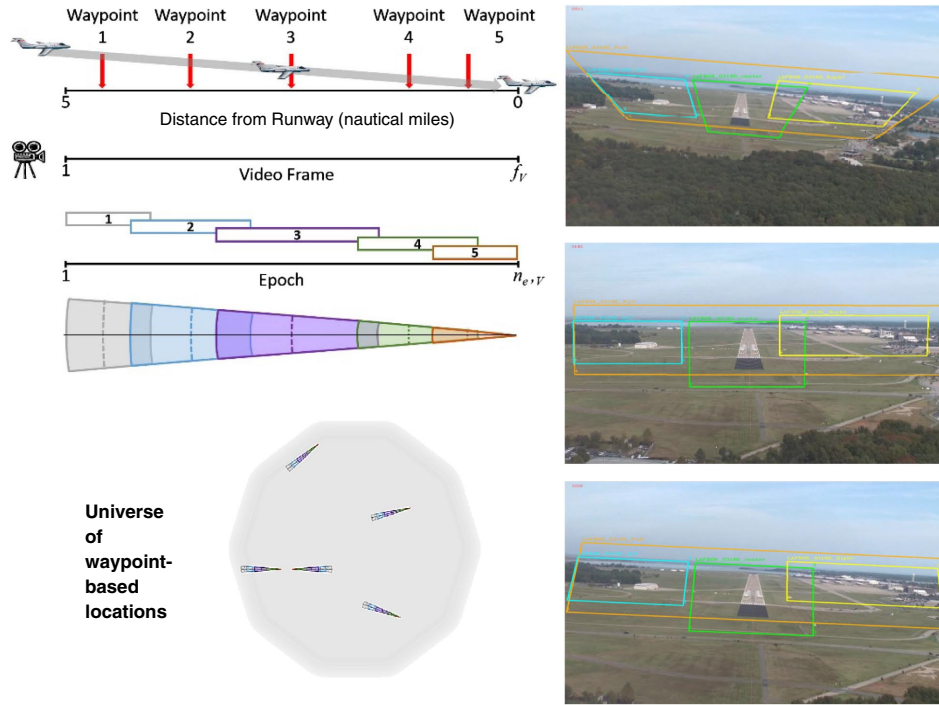 Waypoint Waypoint Waypoint Waypoint Waypoint
1 2 3 4 5
5 0
Distance from Runway (nautical miles)
1 Video Frame f_V
1
2
3
4
5
1 Epoch n_{e,V}
Universe
of
waypoint-
based
locations